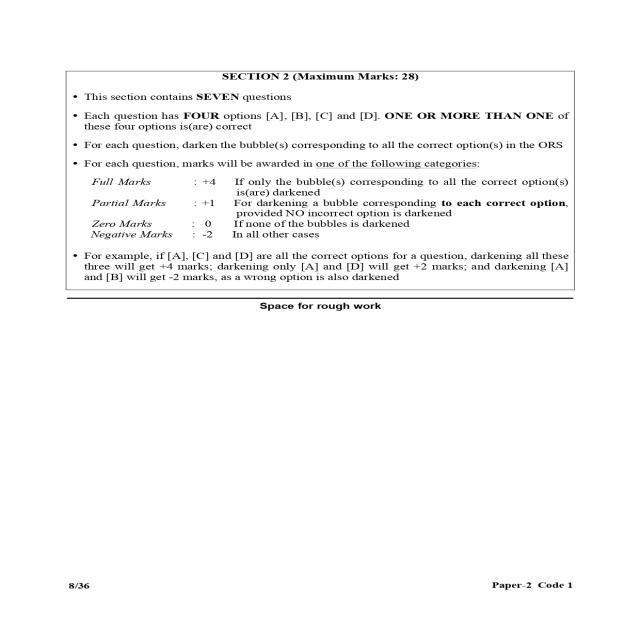 SECTION 2 (Maximum Marks: 28)
• This section contains SEVEN questions
• Each question has FOUR options [A], [B], [C] and [D]. ONE OR MORE THAN ONE of
these four options is(are) correct
• For each question, darken the bubble(s) corresponding to all the correct option(s) in the ORS
• For each question, marks will be awarded in one of the following categories:
Full Marks : +4 If only the bubble(s) corresponding to all the correct option(s)
is(are) darkened
Partial Marks : +1 For darkening a bubble corresponding to each correct option,
provided NO incorrect option is darkened
Zero Marks : 0 If none of the bubbles is darkened
Negative Marks : -2 In all other cases
• For example, if [A], [C] and [D] are all the correct options for a question, darkening all these
three will get +4 marks; darkening only [A] and [D] will get +2 marks; and darkening [A]
and [B] will get -2 marks, as a wrong option is also darkened
Space for rough work
8/36 Paper-2 Code 1